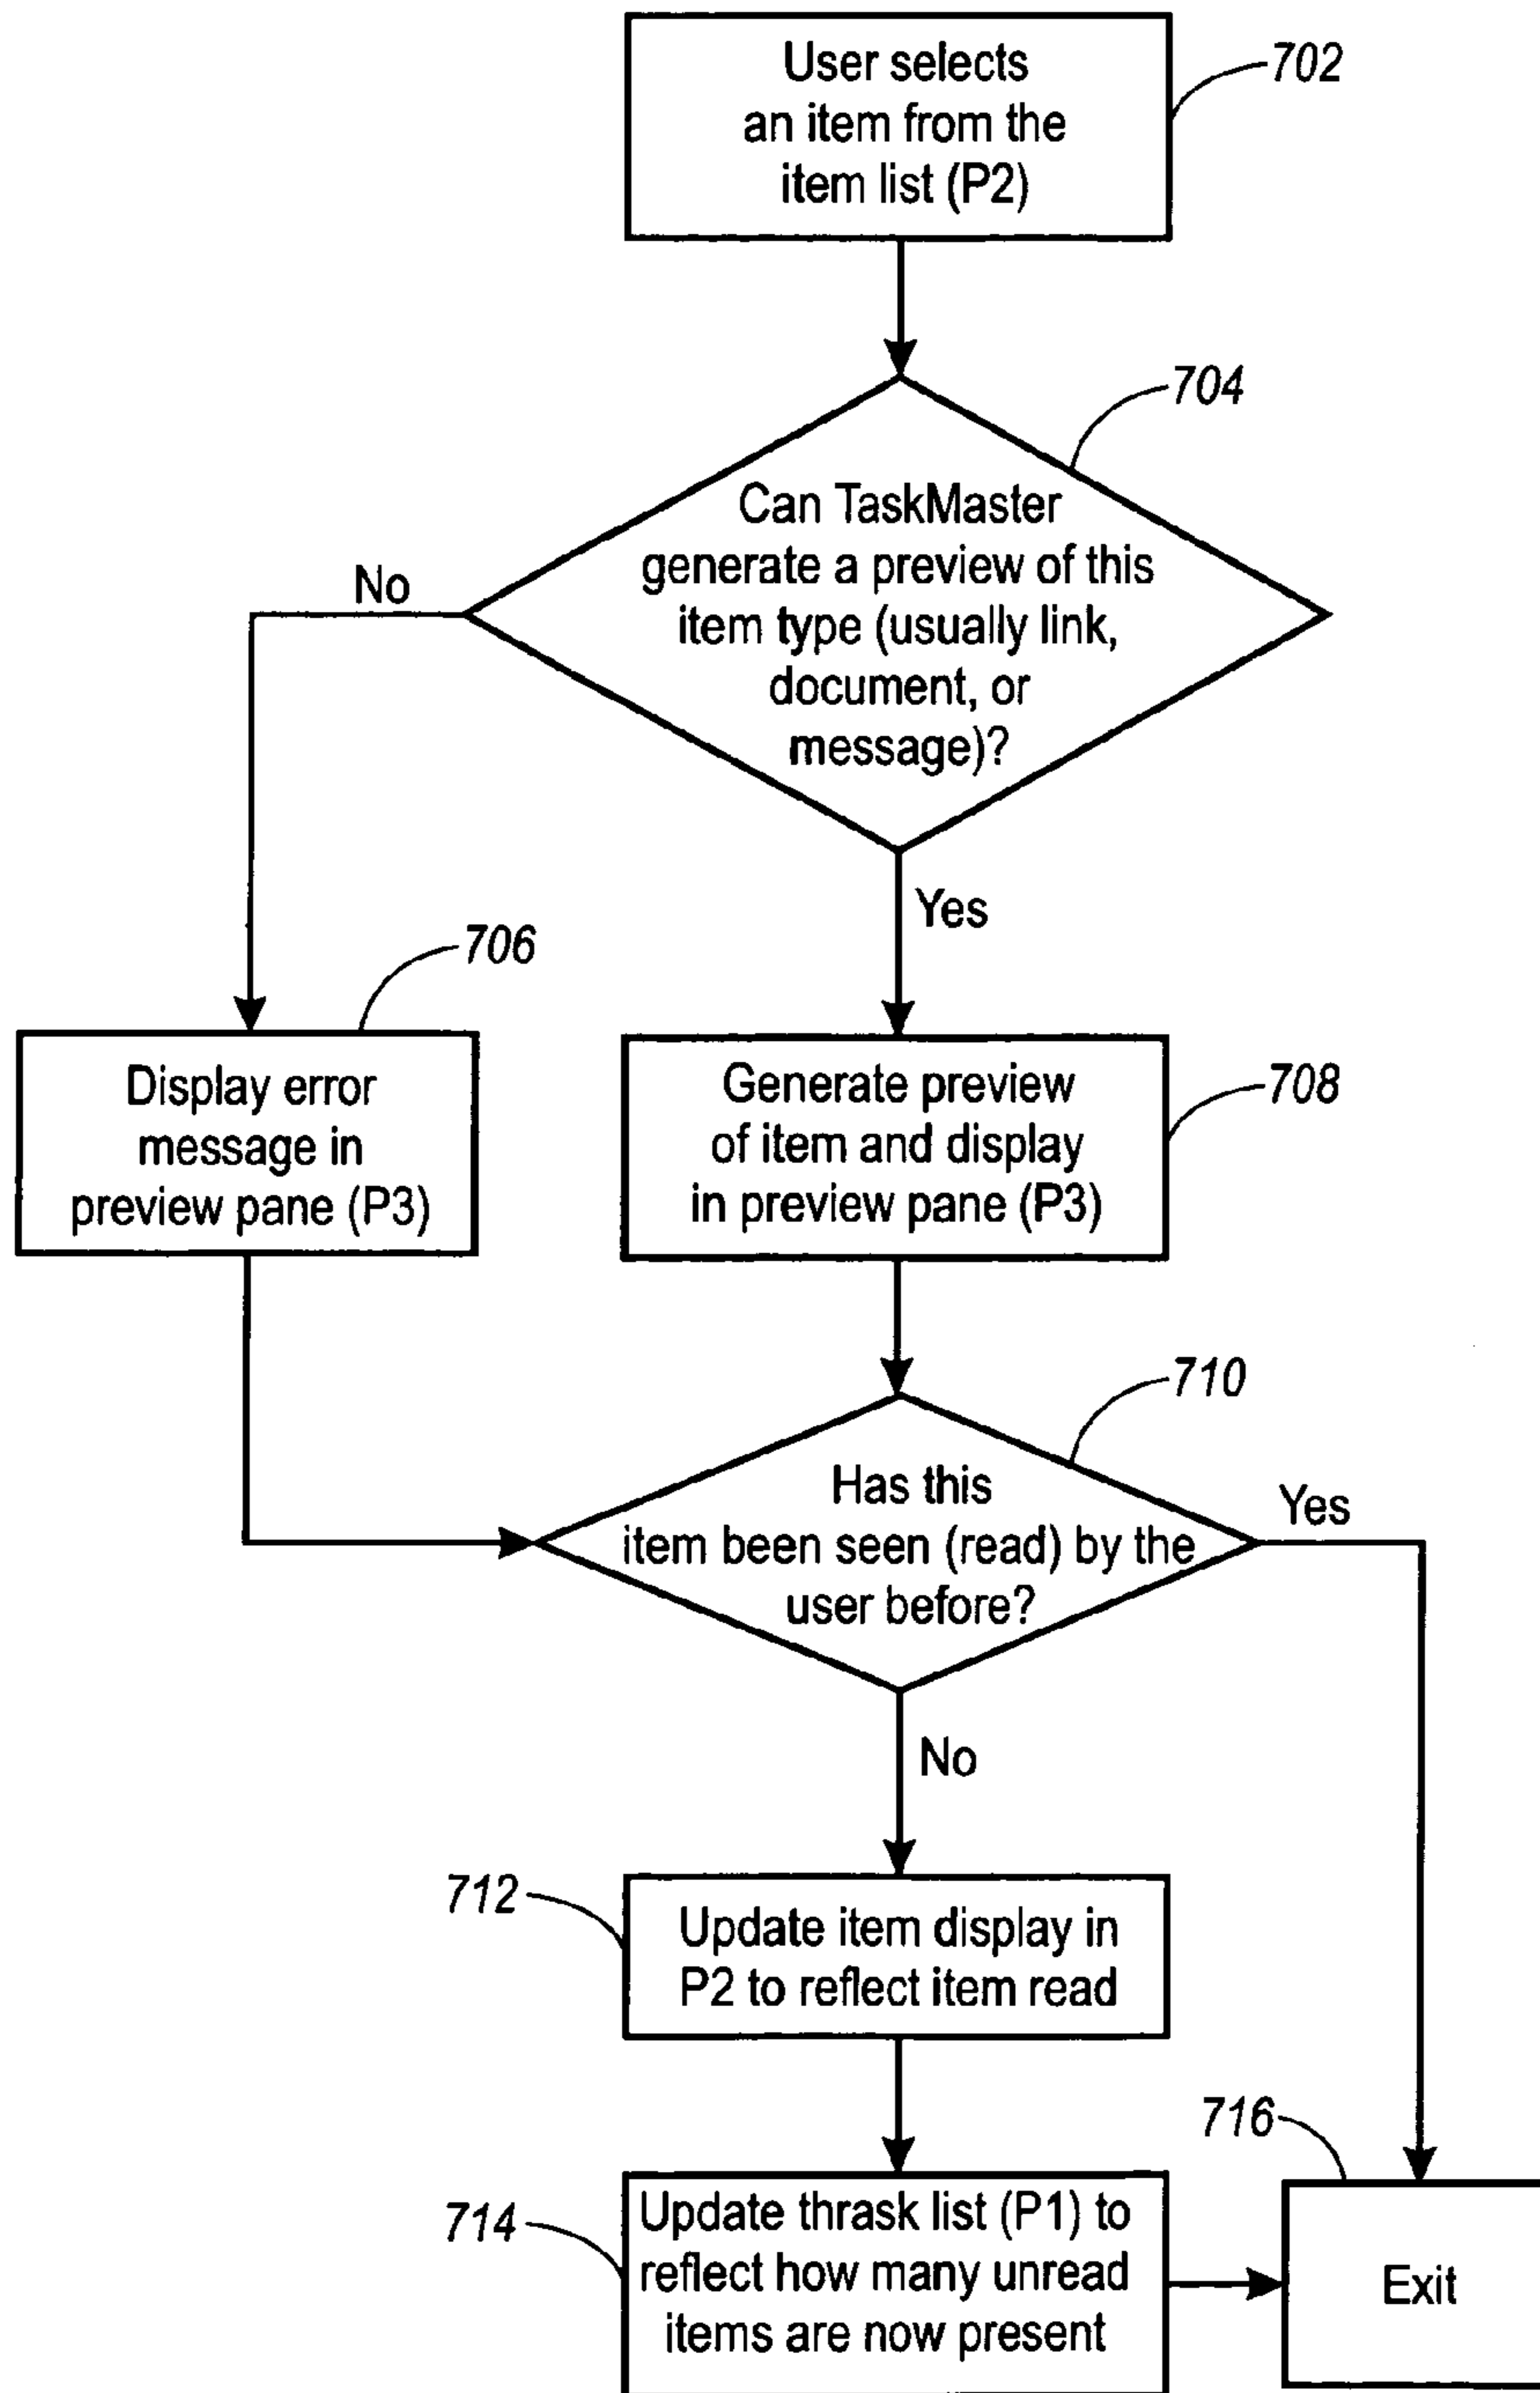 User selects
an item from the
item list (P2)
702
704
Can TaskMaster
generate a preview of this
item type (usually link,
document, or
message)?
No
Yes
706
Display error
message in
preview pane (P3)
Generate preview
of item and display
in preview pane (P3)
708
710
Has this
item been seen (read) by the
user before?
Yes
No
712
Update item display in
P2 to reflect item read
714
Update thrask list (P1) to
reflect how many unread
items are now present
716
Exit